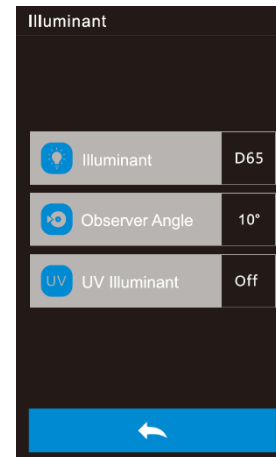 Illuminant
Illuminant D65
Observer Angle 10°
UV UV Illuminant Off